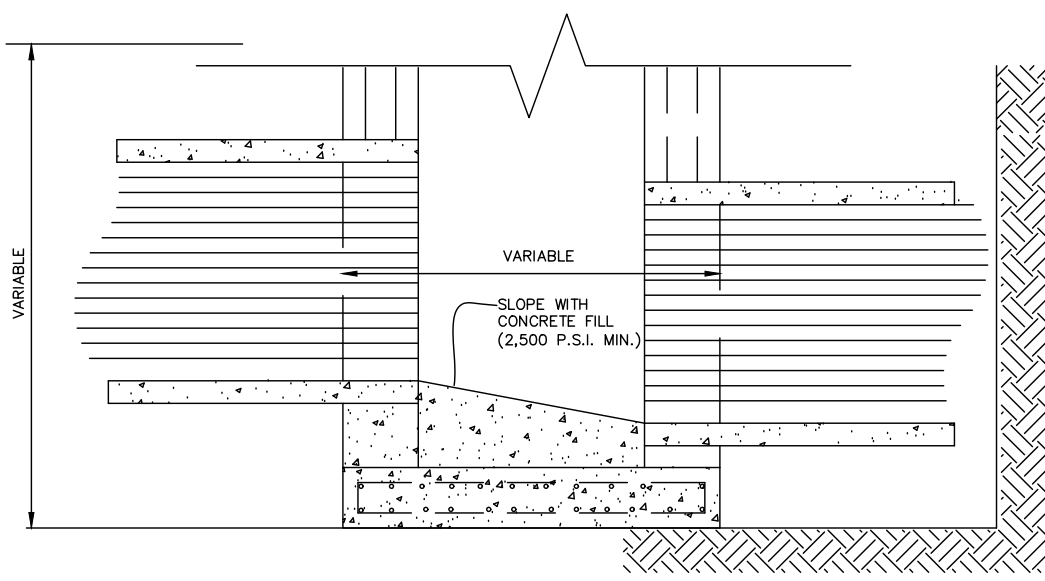 VARIABLE
VARIABLE
SLOPE WITH
CONCRETE FILL
(2,500 P.S.I. MIN.)